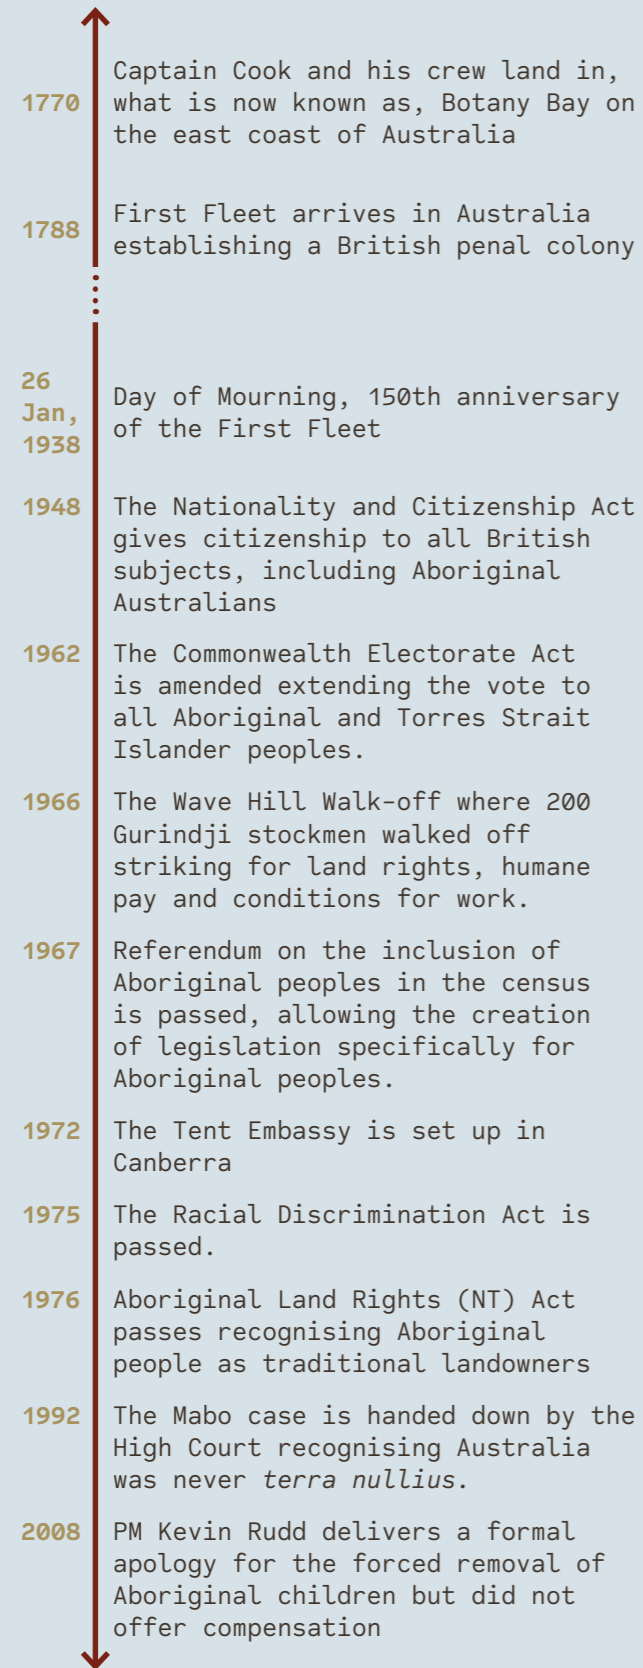 1770
Captain Cook and his crew land in,
what is now known as, Botany Bay on
the east coast of Australia
1788
First Fleet arrives in Australia
establishing a British penal colony
26
Jan,
1938
Day of Mourning, 150th anniversary
of the First Fleet
1948
The Nationality and Citizenship Act
gives citizenship to all British
subjects, including Aboriginal
Australians
1962
The Commonwealth Electorate Act
is amended extending the vote to
all Aboriginal and Torres Strait
Islander peoples.
1966
The Wave Hill Walk-off where 200
Gurindji stockmen walked off
striking for land rights, humane
pay and conditions for work.
1967
Referendum on the inclusion of
Aboriginal peoples in the census
is passed, allowing the creation
of legislation specifically for
Aboriginal peoples.
1972
The Tent Embassy is set up in
Canberra
1975
The Racial Discrimination Act is
passed.
1976
Aboriginal Land Rights (NT) Act
passes recognising Aboriginal
people as traditional landowners
1992
The Mabo case is handed down by the
High Court recognising Australia
was never terra nullius.
2008
PM Kevin Rudd delivers a formal
apology for the forced removal of
Aboriginal children but did not
offer compensation